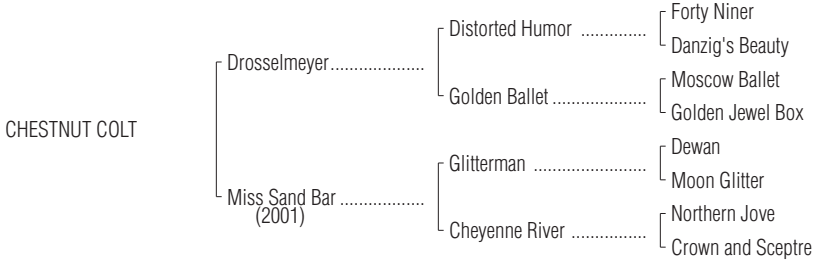 Forty Niner
Distorted Humor ..............
Danzig's Beauty
Drosselmeyer....................
Moscow Ballet
Golden Ballet ....................
Golden Jewel Box
CHESTNUT COLT
Dewan
Glitterman ........................
Moon Glitter
Miss Sand Bar ..................
(2001)
Northern Jove
Cheyenne River ................
Crown and Sceptre